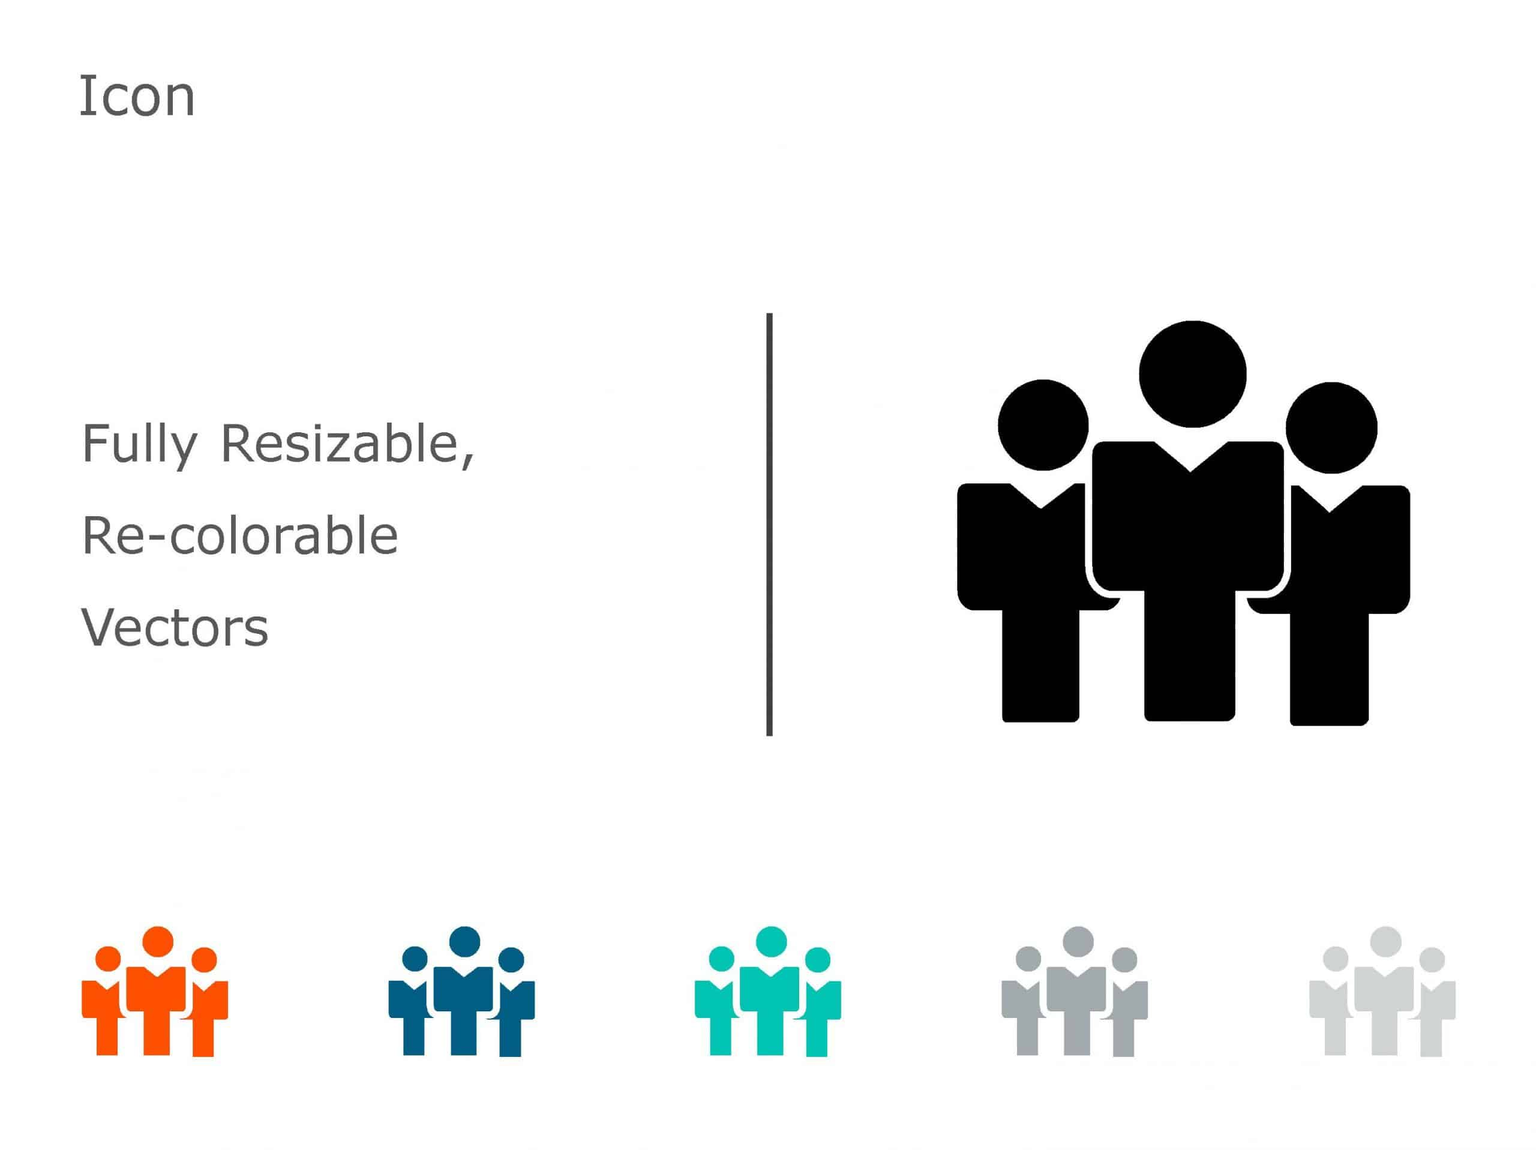 Icon
Fully Resizable,
Re-colorable
Vectors